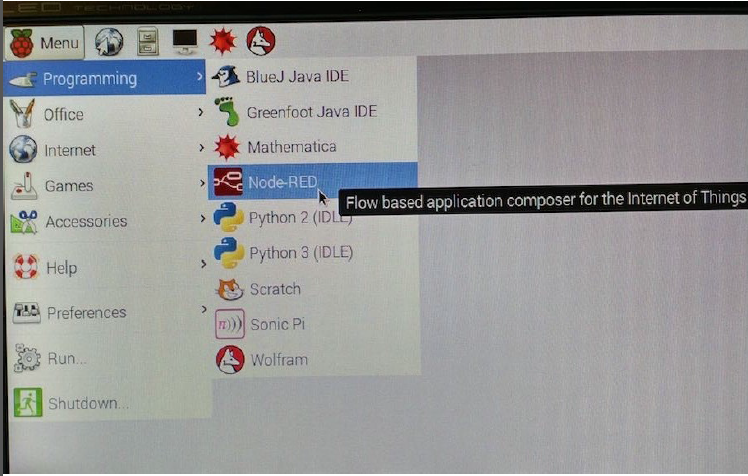 LED TECHNOLOGY
Menu
Programming
Office
Internet
Games
Accessories
Help
Preferences
Run...
Shutdown...
BlueJ Java IDE
Greenfoot Java IDE
Mathematica
Node-RED
Flow based application composer for the Internet of Things
Python 2 (IDLE)
Python 3 (IDLE)
Scratch
Sonic Pi
Wolfram